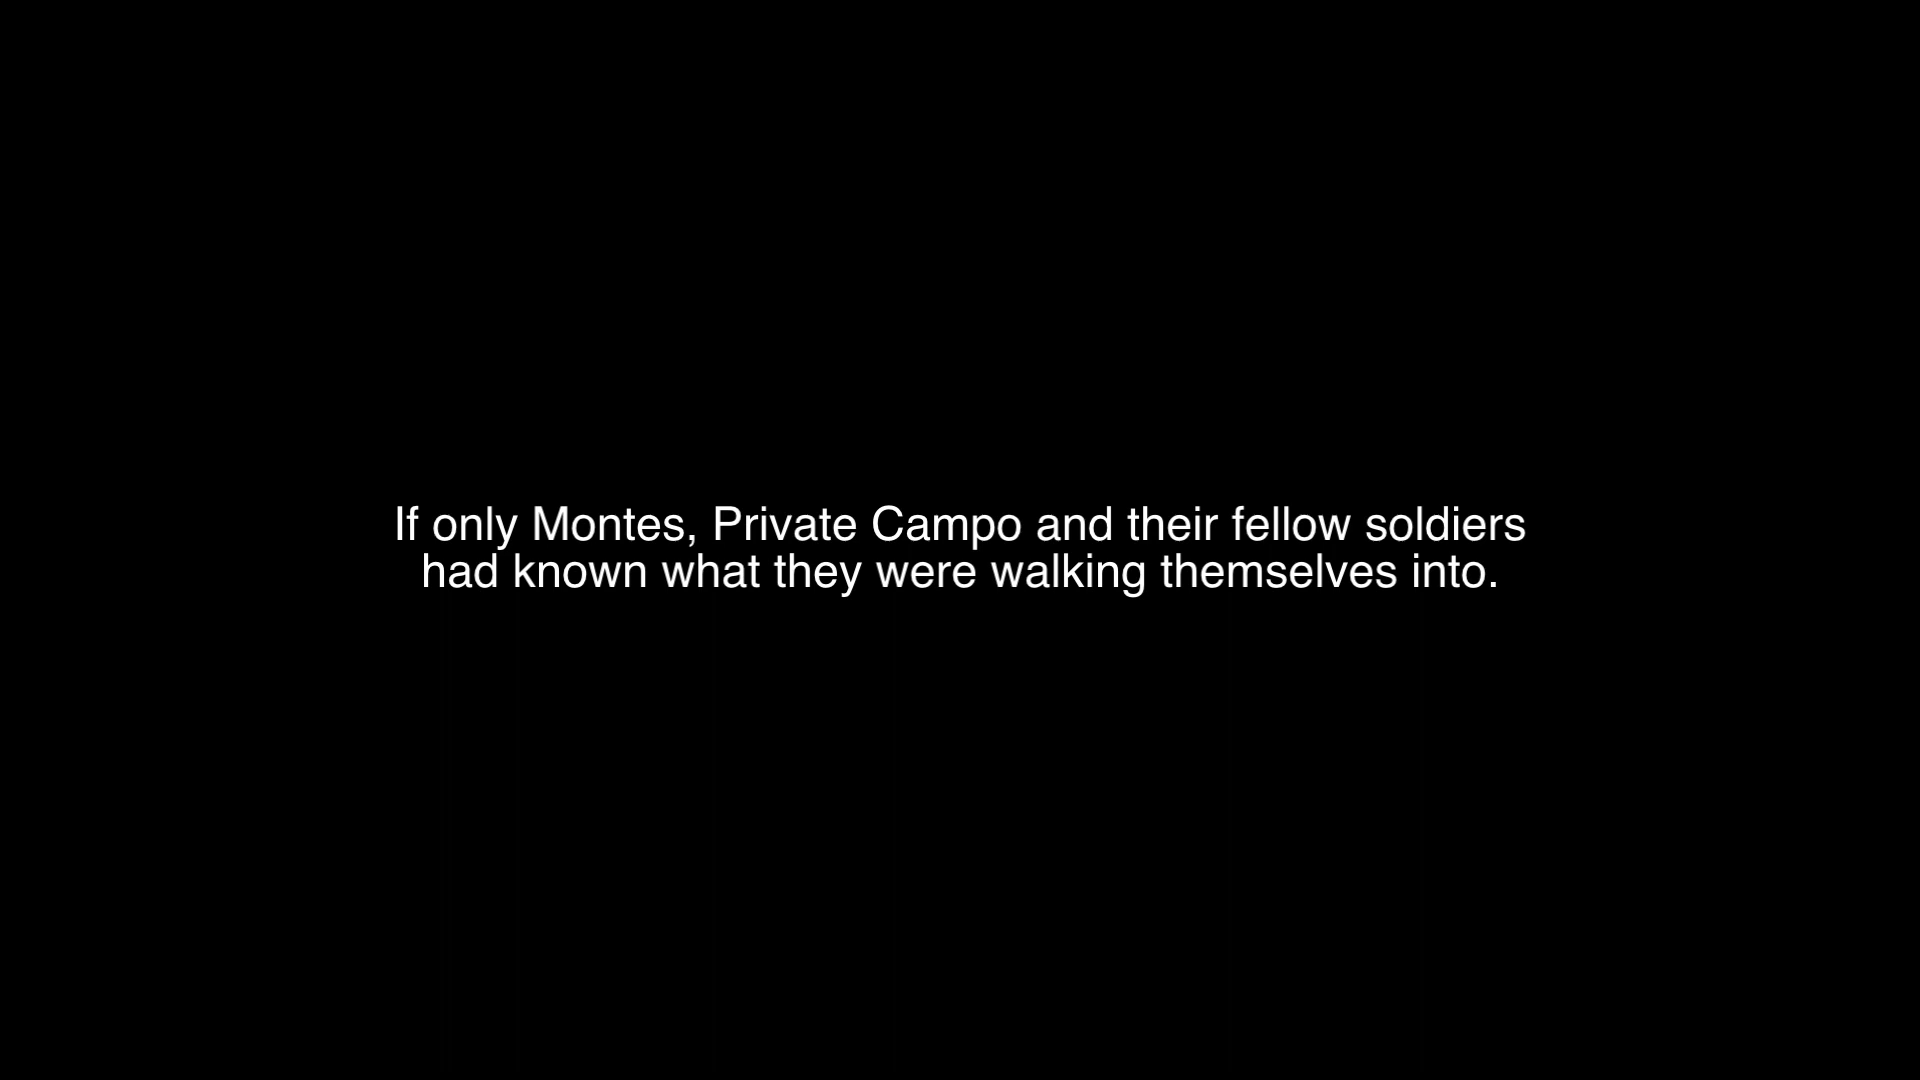 If only Montes, Private Campo and their fellow soldiers
had known what they were walking themselves into.